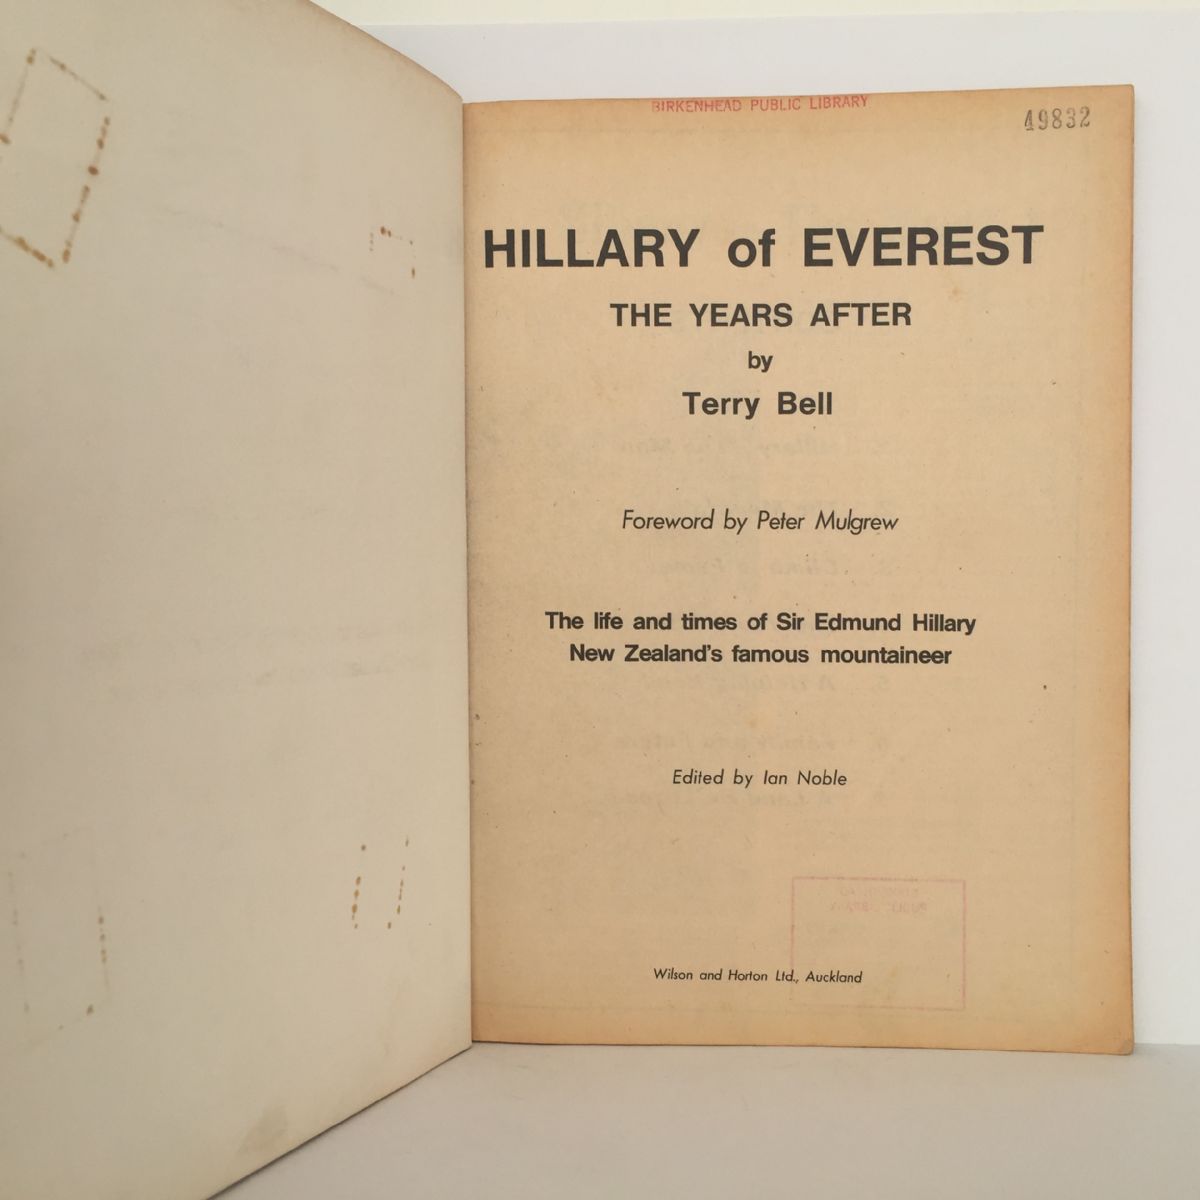 BIRKENHEAD PUBLIC LIBRARY
49832
HILLARY of EVEREST
THE YEARS AFTER
by
Terry Bell
Foreword by Peter Mulgrew
The life and times of Sir Edmund Hillary
New Zealand's famous mountaineer
Edited by Ian Noble
Wilson and Horton Ltd., Auckland